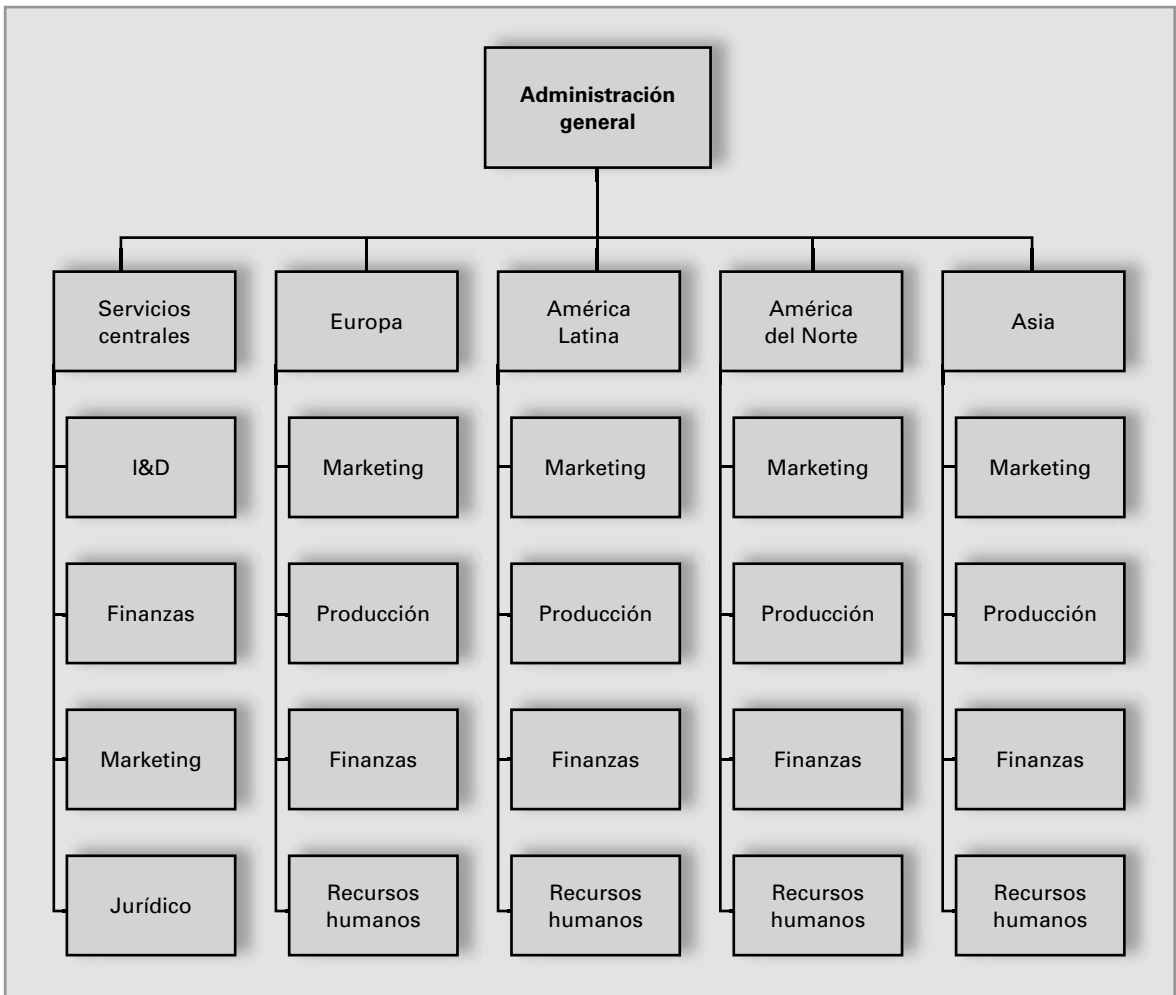 Administración
general
Servicios
centrales
Europa
América
Latina
América
del Norte
Asia
I&D
Marketing
Marketing
Marketing
Marketing
Finanzas
Producción
Producción
Producción
Producción
Marketing
Finanzas
Finanzas
Finanzas
Finanzas
Jurídico
Recursos
humanos
Recursos
humanos
Recursos
humanos
Recursos
humanos